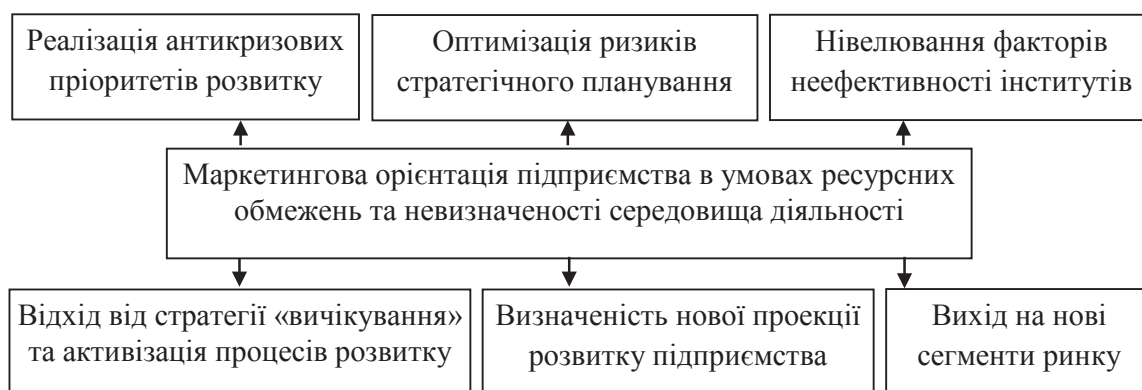 Реалізація антикризових
пріоритетів розвитку
Оптимізація ризиків
стратегічного планування
Нівелювання факторів
неефективності інститутів
Маркетингова орієнтація підприємства в умовах ресурсних
обмежень та невизначеності середовища діяльності
Відхід від стратегії «вичікування»
та активізація процесів розвитку
Визначеність нової проекції
розвитку підприємства
Вихід на нові
сегменти ринку